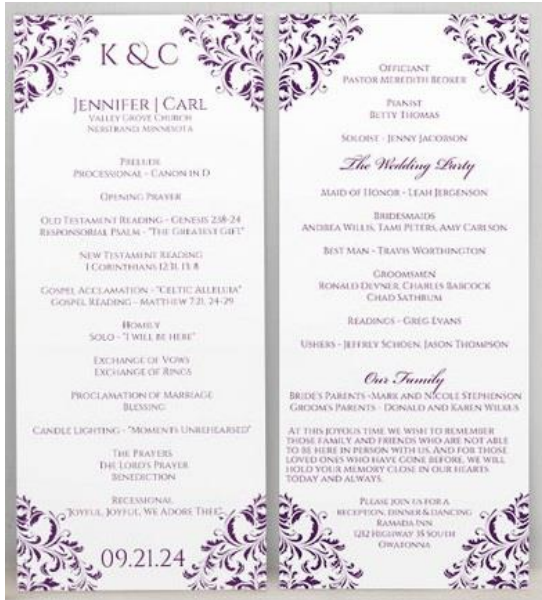 K & C
JENNIFER | CARL
VALLEY GROVE CHURCH
NERSTRAND, MINNESOTA
PRELUDE
PROCESSIONAL - CANON IN D
OPENING PRAYER
OLD TESTAMENT READING - GENESIS 2:18-24
RESPONSORIAL PSALM - "THE GREATEST GIFT"
NEW TESTAMENT READING
1 CORINTHIANS 12:31, 13: 8
GOSPEL ACCLAMATION - "CELTIC ALLELUIA"
GOSPEL READING - MATTHEW 7:21, 24-29
HOMILY
SOLO - "I WILL BE HERE"
EXCHANGE OF VOWS
EXCHANGE OF RINGS
PROCLAMATION OF MARRIAGE
BLESSING
CANDLE LIGHTING - "MOMENTS UNREHEARSED"
THE PRAYERS
THE LORD'S PRAYER
BENEDICTION
RECESSIONAL
"JOYFUL, JOYFUL, WE ADORE THEE"
09.21.24
OFFICIANT
PASTOR MEREDITH BEDKER
PIANIST
BETTY THOMAS
SOLOIST - JENNY JACOBSON
The Wedding Party
MAID OF HONOR - LEAH JERGENSON
BRIDESMAIDS
ANDREA WILLIS, TAMI PETERS, AMY CARLSON
BEST MAN - TRAVIS WORTHINGTON
GROOMSMEN
RONALD DEVNER, CHARLES BABCOCK
CHAD SATHRUM
READINGS - GREG EVANS
USHERS - JEFFRLY SCHOEN, JASON THOMPSON
Our Family
BRIDE'S PARENTS -MARK AND NICOLE STEPHENSON
GROOM'S PARENTS - DONALD AND KAREN WILKUS
AT THIS JOYOUS TIME WE WISH TO REMEMBER
THOSE FAMILY AND FRIENDS WHO ARE NOT ABLE
TO BE HERE IN PERSON WITH US. AND FOR THOSE
LOVED ONES WHO HAVE GONE BEFORE, WE WILL
HOLD YOUR MEMORY CLOSE IN OUR HEARTS
TODAY AND ALWAYS.
PLEASE JOIN US FOR A
RECEPTION, DINNER & DANCING
RAMADA INN
1212 HIGHWAY 35 SOUTH
OWATONNA